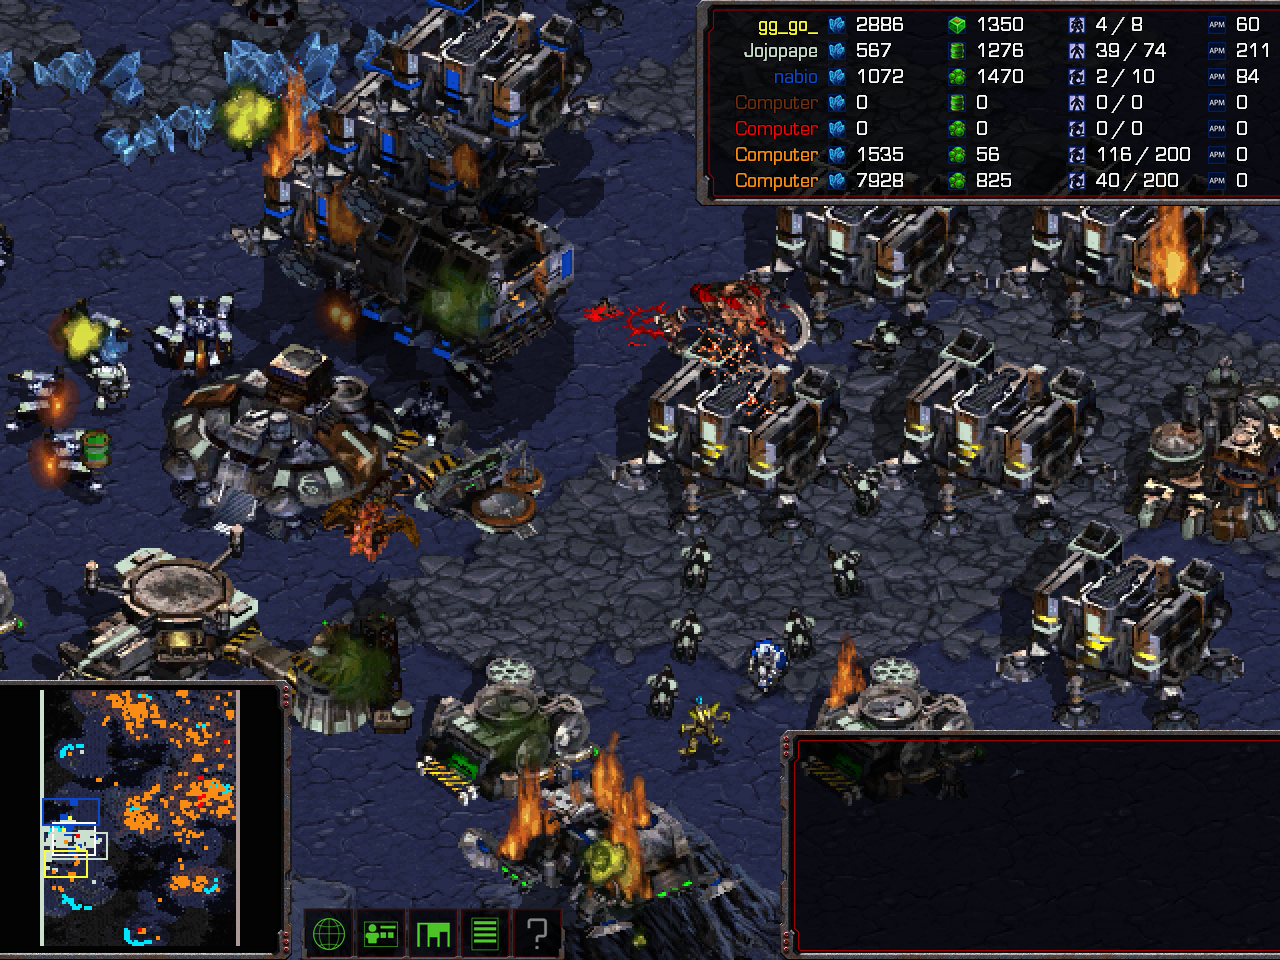 gg_go_ 2886 1350 4 / 8 APM 60
Jojopape 567 1276 39 / 74 APM 211
nabio 1072 1470 2 / 10 APM 84
Computer 0 0 0 / 0 APM 0
Computer 0 0 0 / 0 APM 0
Computer 1535 56 116 / 200 APM 0
Computer 7928 825 40 / 200 APM 0
?